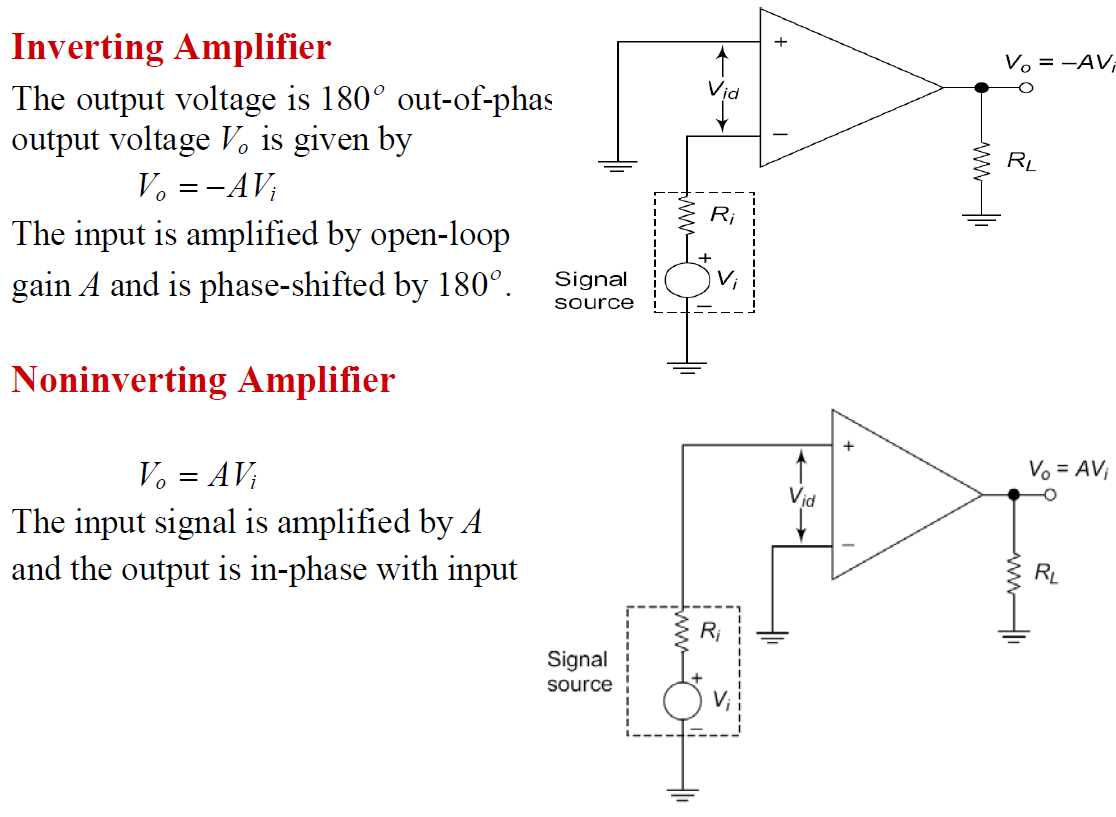 Inverting Amplifier
The output voltage is 180° out-of-phas
output voltage Vₒ is given by
Vₒ = −AVᵢ
The input is amplified by open-loop
gain A and is phase-shifted by 180°.
+
Vid
−
Vₒ = −AVᵢ
RL
Rᵢ
+
Vᵢ
−
Signal
source
Noninverting Amplifier
Vₒ = AVᵢ
The input signal is amplified by A
and the output is in-phase with input
+
Vid
−
Vₒ = AVᵢ
RL
Rᵢ
+
Vᵢ
−
Signal
source